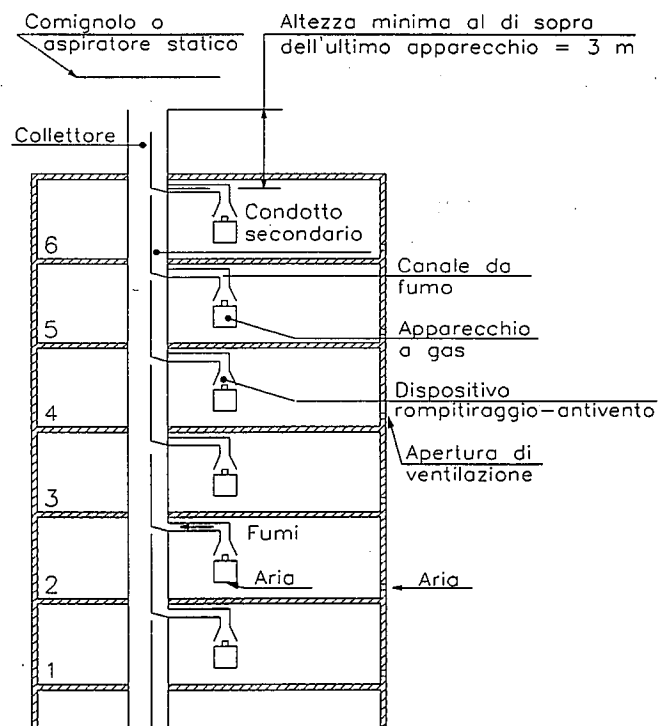 Comignolo o
aspiratore statico
Altezza minima al di sopra
dell'ultimo apparecchio = 3 m
Collettore
Condotto
secondario
6
Canale da
fumo
5
Apparecchio
a gas
4
Dispositivo
rompitiraggio-antivento
Apertura di
ventilazione
3
Fumi
2
Aria
Aria
1